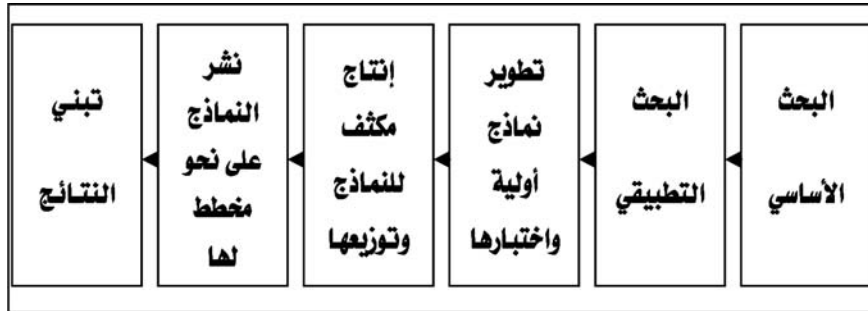 البحث
الأساسي
البحث
التطبيقي
تطوير
نماذج
أولية
واختبارها
إنتاج
مكثف
للنماذج
وتوزيعها
نشر
النماذج
على نحو
مخطط
لها
تبني
النتائج